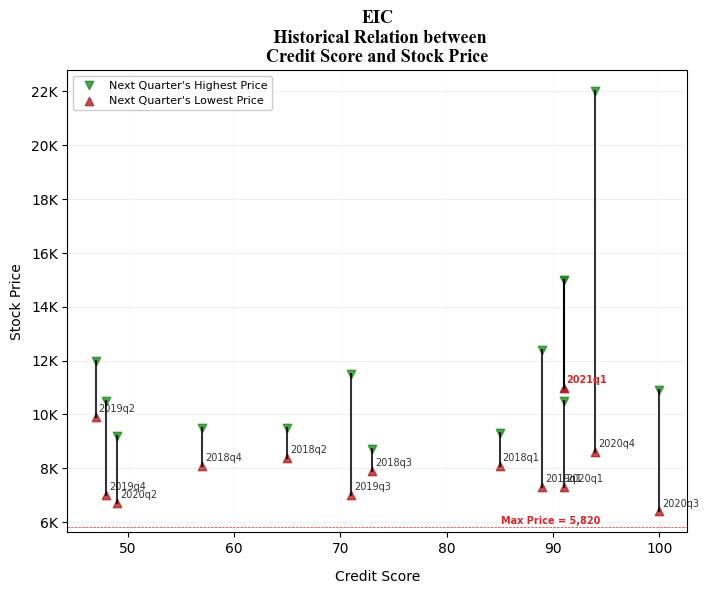 EIC
Historical Relation between
Credit Score and Stock Price
Next Quarter's Highest Price
Next Quarter's Lowest Price
22K
20K
18K
16K
14K
12K
10K
8K
6K
Stock Price
2019q2
2019q4
2020q2
2018q4
2018q2
2019q3
2018q3
2018q1
2019q1
2020q1
2021q1
2020q4
2020q3
Max Price = 5,820
50
60
70
80
90
100
Credit Score